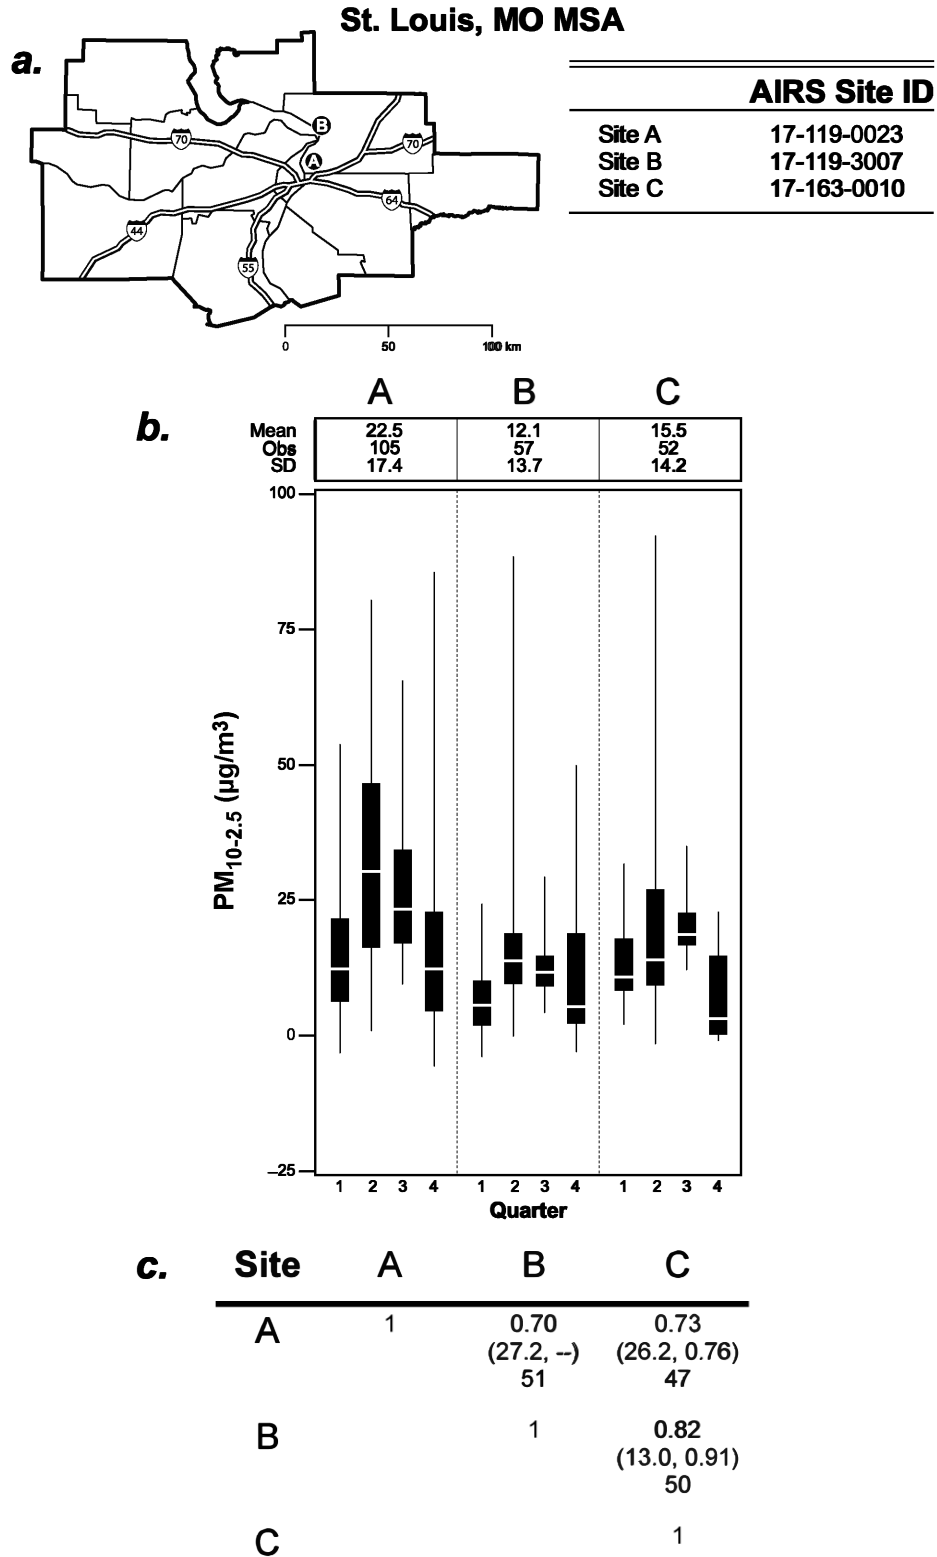 St. Louis, MO MSA
a.
AIRS Site ID
Site A 17-119-0023
Site B 17-119-3007
Site C 17-163-0010
B
70
70
A
64
44
55
0 50 100 km
A B C
b.
Mean 22.5 12.1 15.5
Obs 105 57 52
SD 17.4 13.7 14.2
100
75
50
25
0
–25
PM10-2.5 (µg/m3)
1 2 3 4 1 2 3 4 1 2 3 4
Quarter
c. Site A B C
A 1 0.70 0.73
(27.2, --) (26.2, 0.76)
51 47
B 1 0.82
(13.0, 0.91)
50
C 1